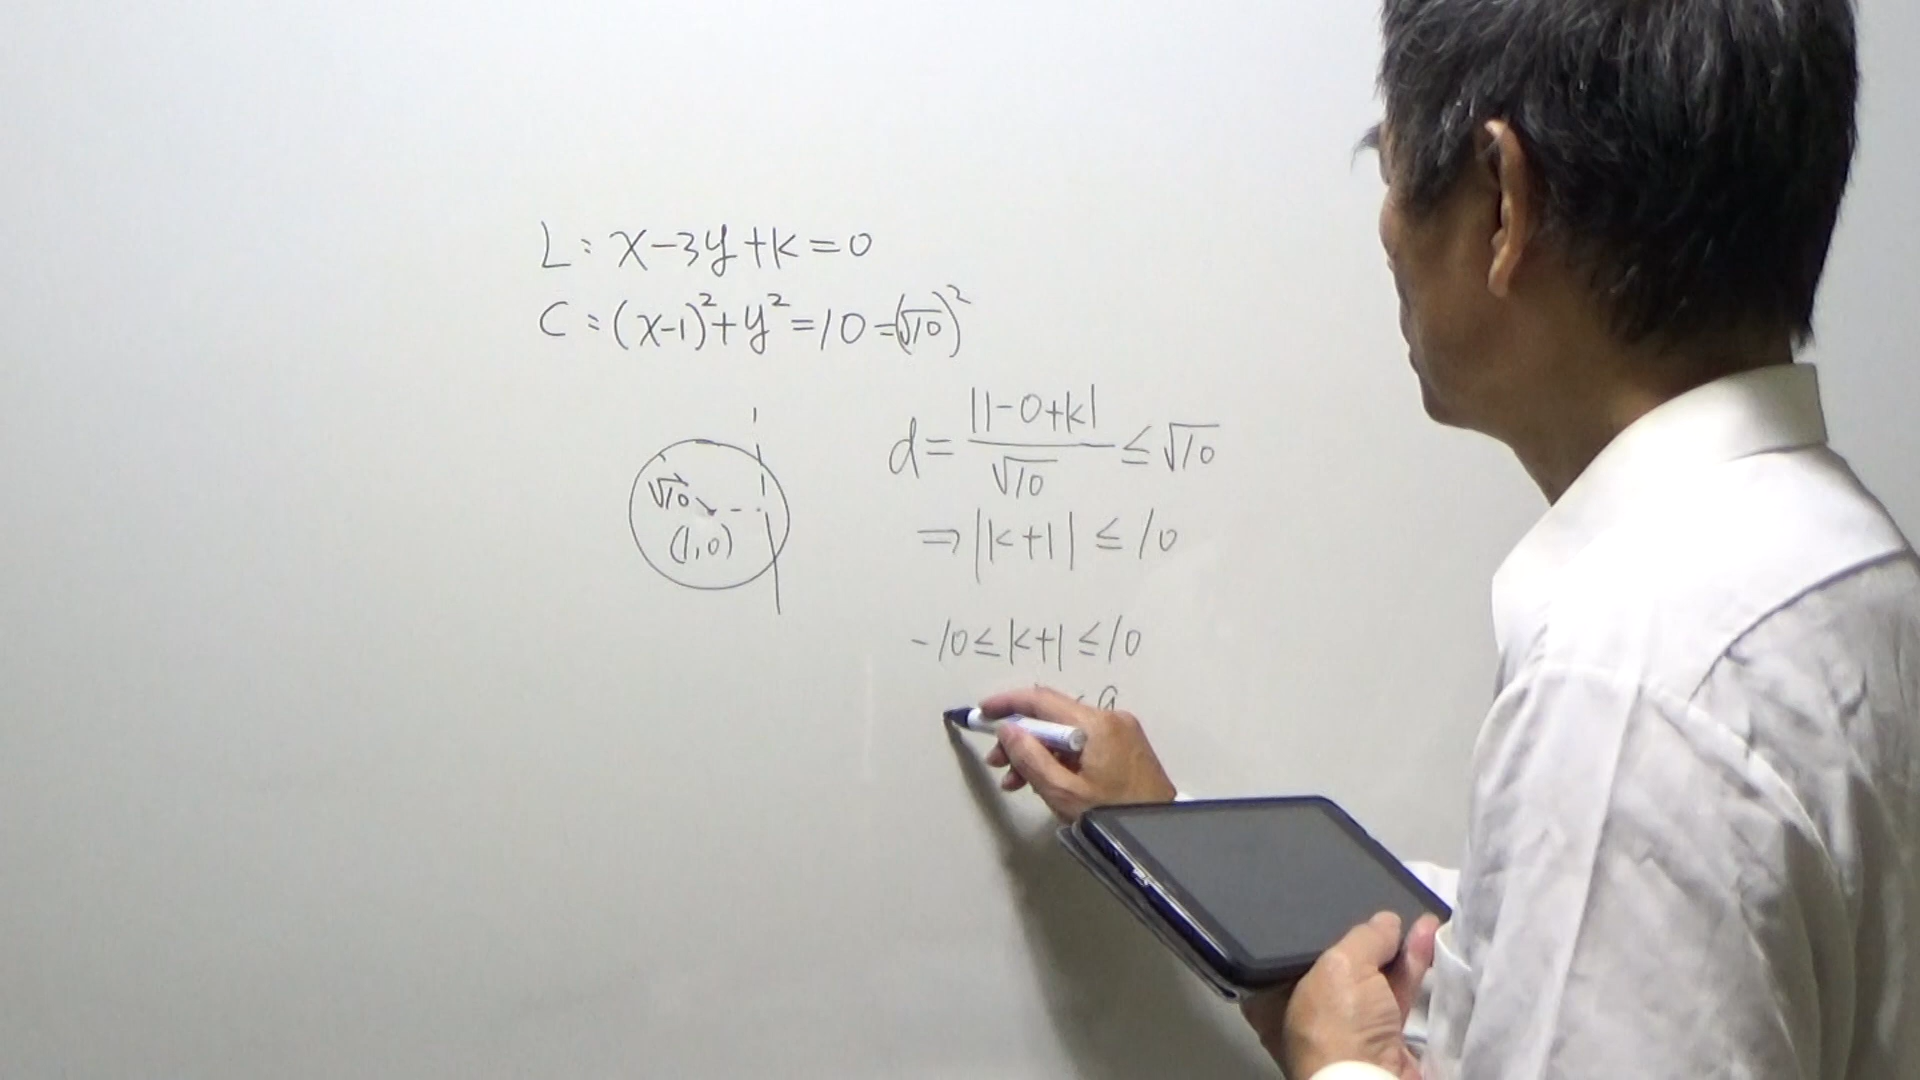 L: x-3y+k=0
C: (x-1)²+y²=10=(√10)²
√10
(1,0)
d=|1-0+k|/√10≤√10
⇒|k+1|≤10
-10≤k+1≤10
≤9